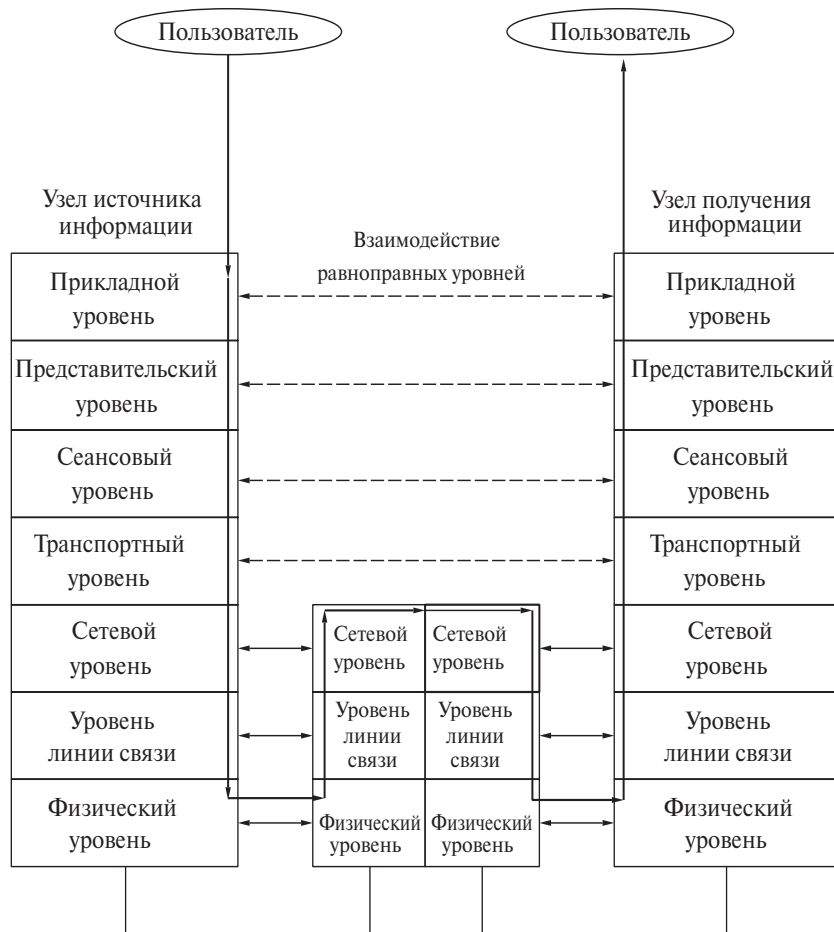 Пользователь
Пользователь
Узел источника
информации
Узел получения
информации
Взаимодействие
равноправных уровней
Прикладной
уровень
Прикладной
уровень
Представительский
уровень
Представительский
уровень
Сеансовый
уровень
Сеансовый
уровень
Транспортный
уровень
Транспортный
уровень
Сетевой
уровень
Сетевой
уровень
Сетевой
уровень
Сетевой
уровень
Уровень
линии связи
Уровень
линии
связи
Уровень
линии
связи
Уровень
линии связи
Физический
уровень
Физический
уровень
Физический
уровень
Физический
уровень